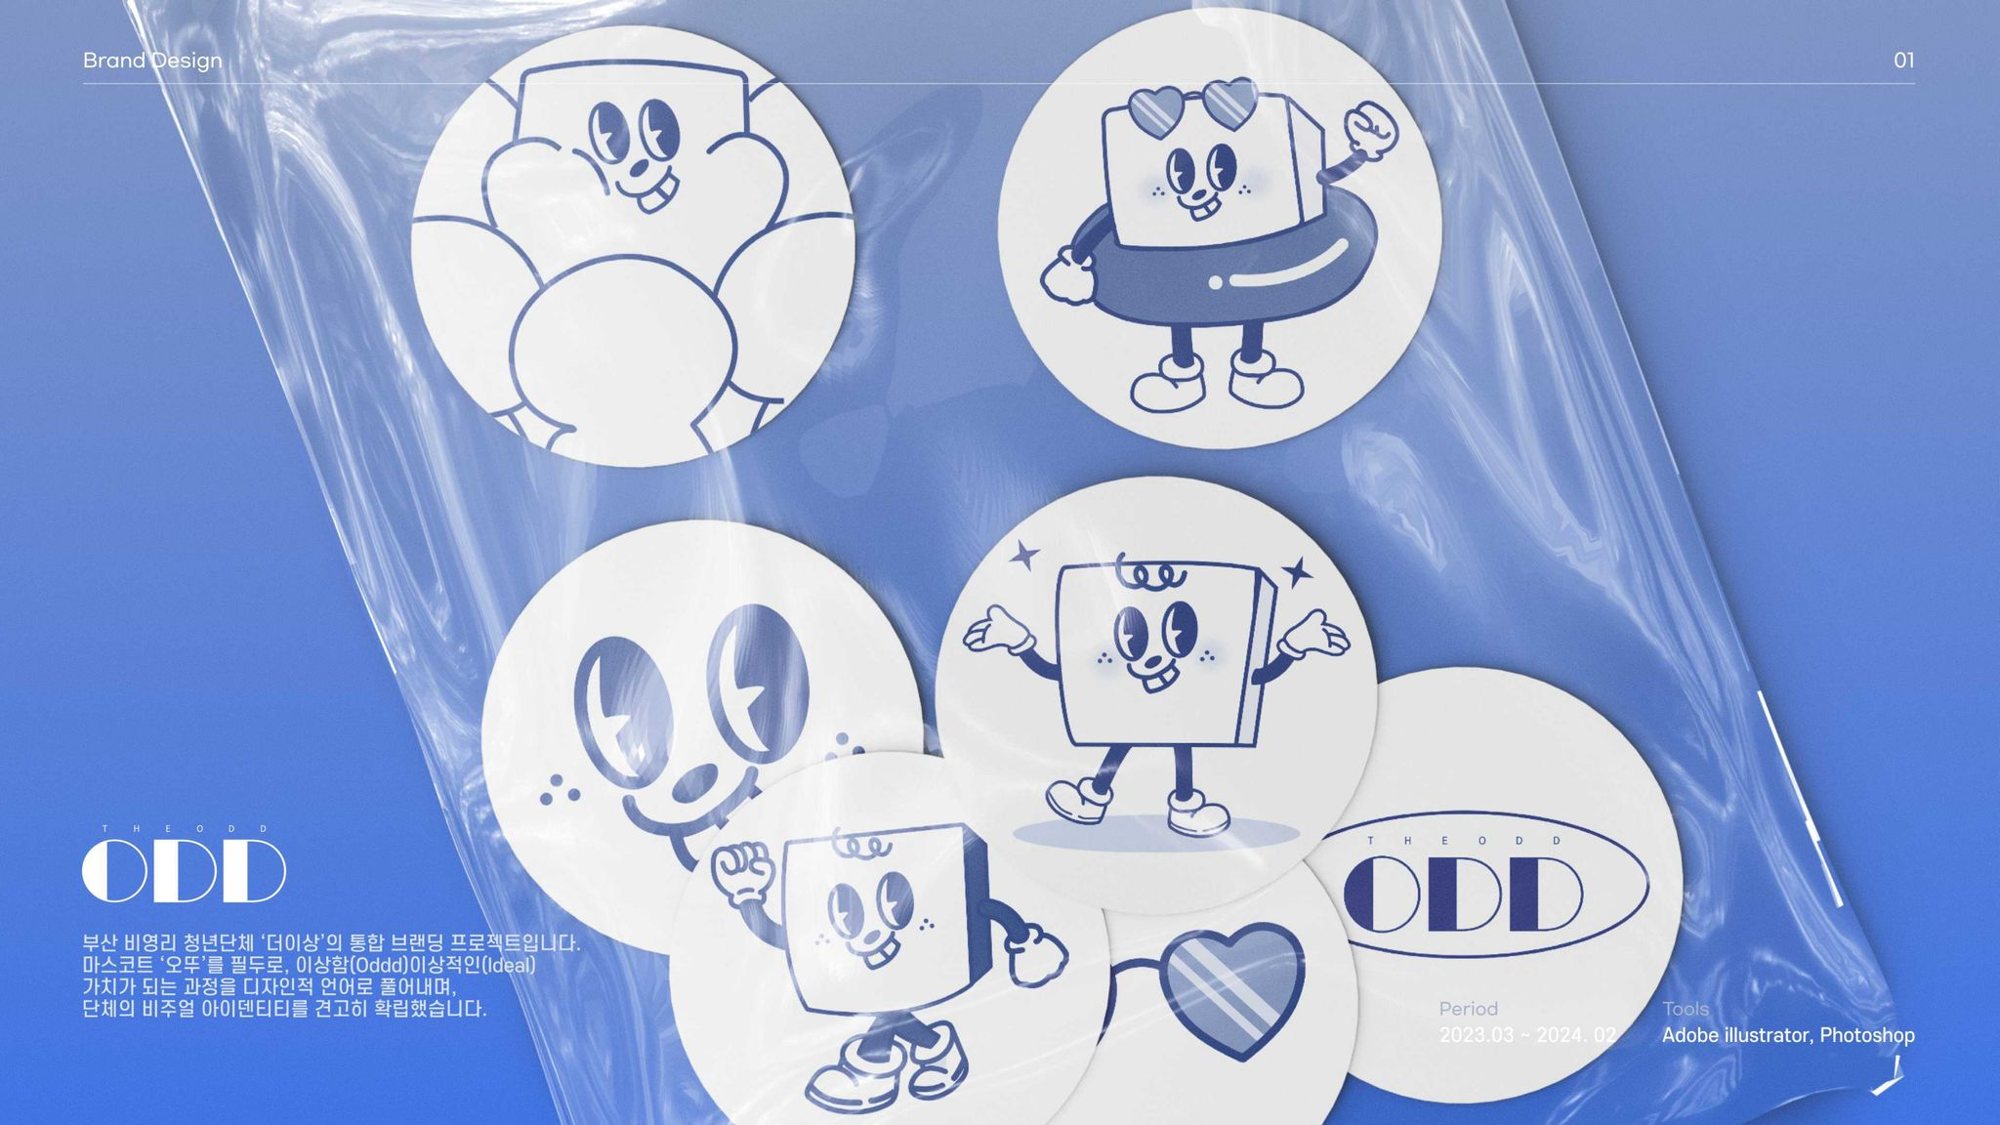 Brand Design
01
THE ODD
ODD
부산 비영리 청년단체 ‘더이상’의 통합 브랜딩 프로젝트입니다.
마스코트 ‘오뚜’를 필두로, 이상함(Oddd)이상적인(Ideal)
가치가 되는 과정을 디자인적 언어로 풀어내며,
단체의 비주얼 아이덴티티를 견고히 확립했습니다.
THE ODD
ODD
Period
2023.03 ~ 2024. 02
Tools
Adobe illustrator, Photoshop